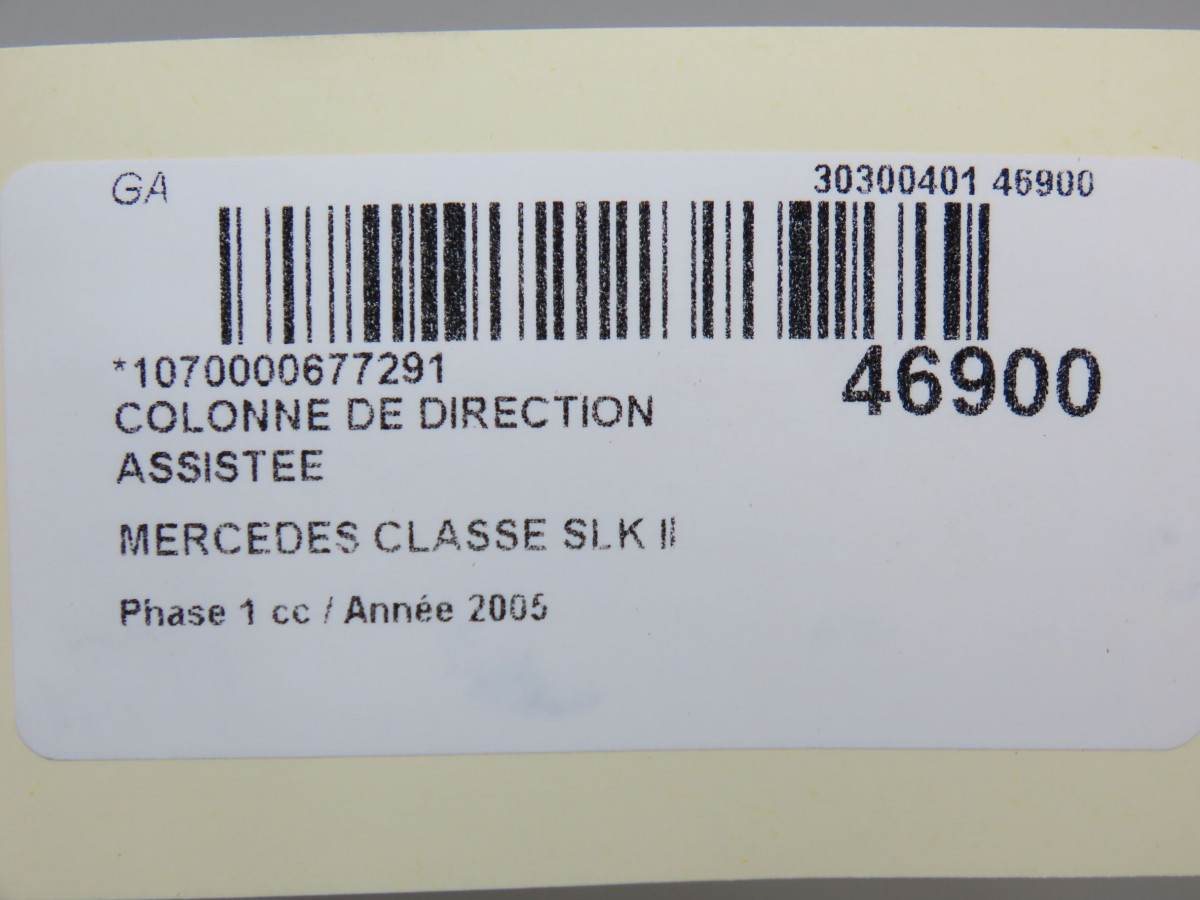 GA
30300401 46900
*1070000677291
46900
COLONNE DE DIRECTION
ASSISTEE
MERCEDES CLASSE SLK II
Phase 1 cc / Année 2005